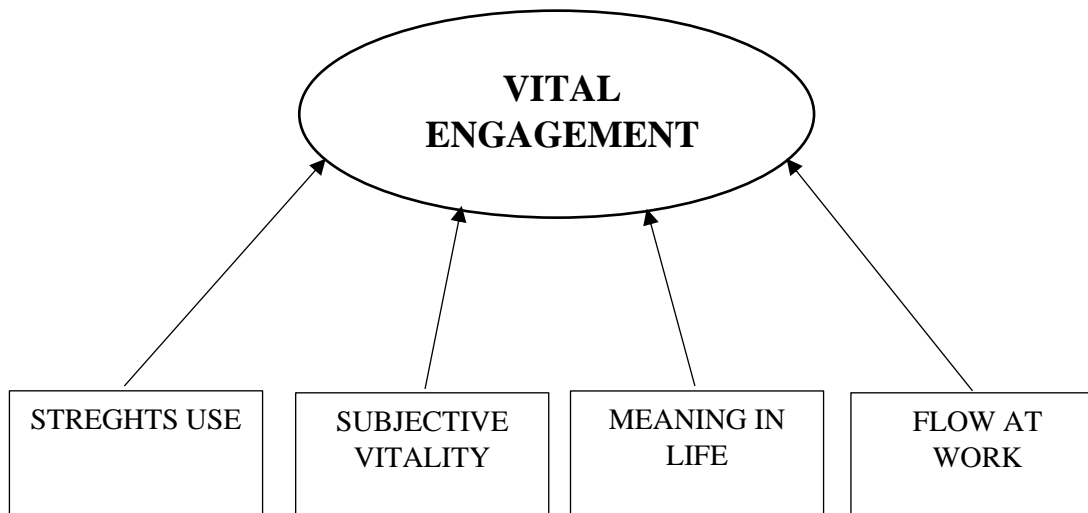 VITAL
ENGAGEMENT
STREGHTS USE
SUBJECTIVE
VITALITY
MEANING IN
LIFE
FLOW AT
WORK